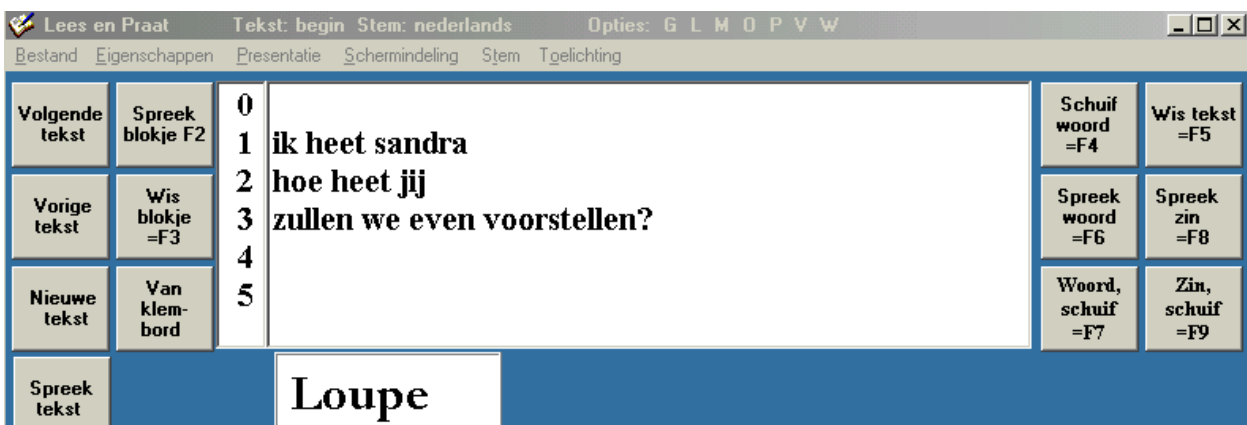 Lees en Praat Tekst: begin Stem: nederlands Opties: G L M O P V W
Bestand Eigenschappen Presentatie Schermindeling Stem Toelichting
Volgende
tekst
Spreek
blokje F2
Vorige
tekst
Wis
blokje
=F3
Nieuwe
tekst
Van
klem-
bord
Spreek
tekst
0
1 ik heet sandra
2 hoe heet jij
3 zullen we even voorstellen?
4
5
Schuif
woord
=F4
Wis tekst
=F5
Spreek
woord
=F6
Spreek
zin
=F8
Woord,
schuif
=F7
Zin,
schuif
=F9
Loupe